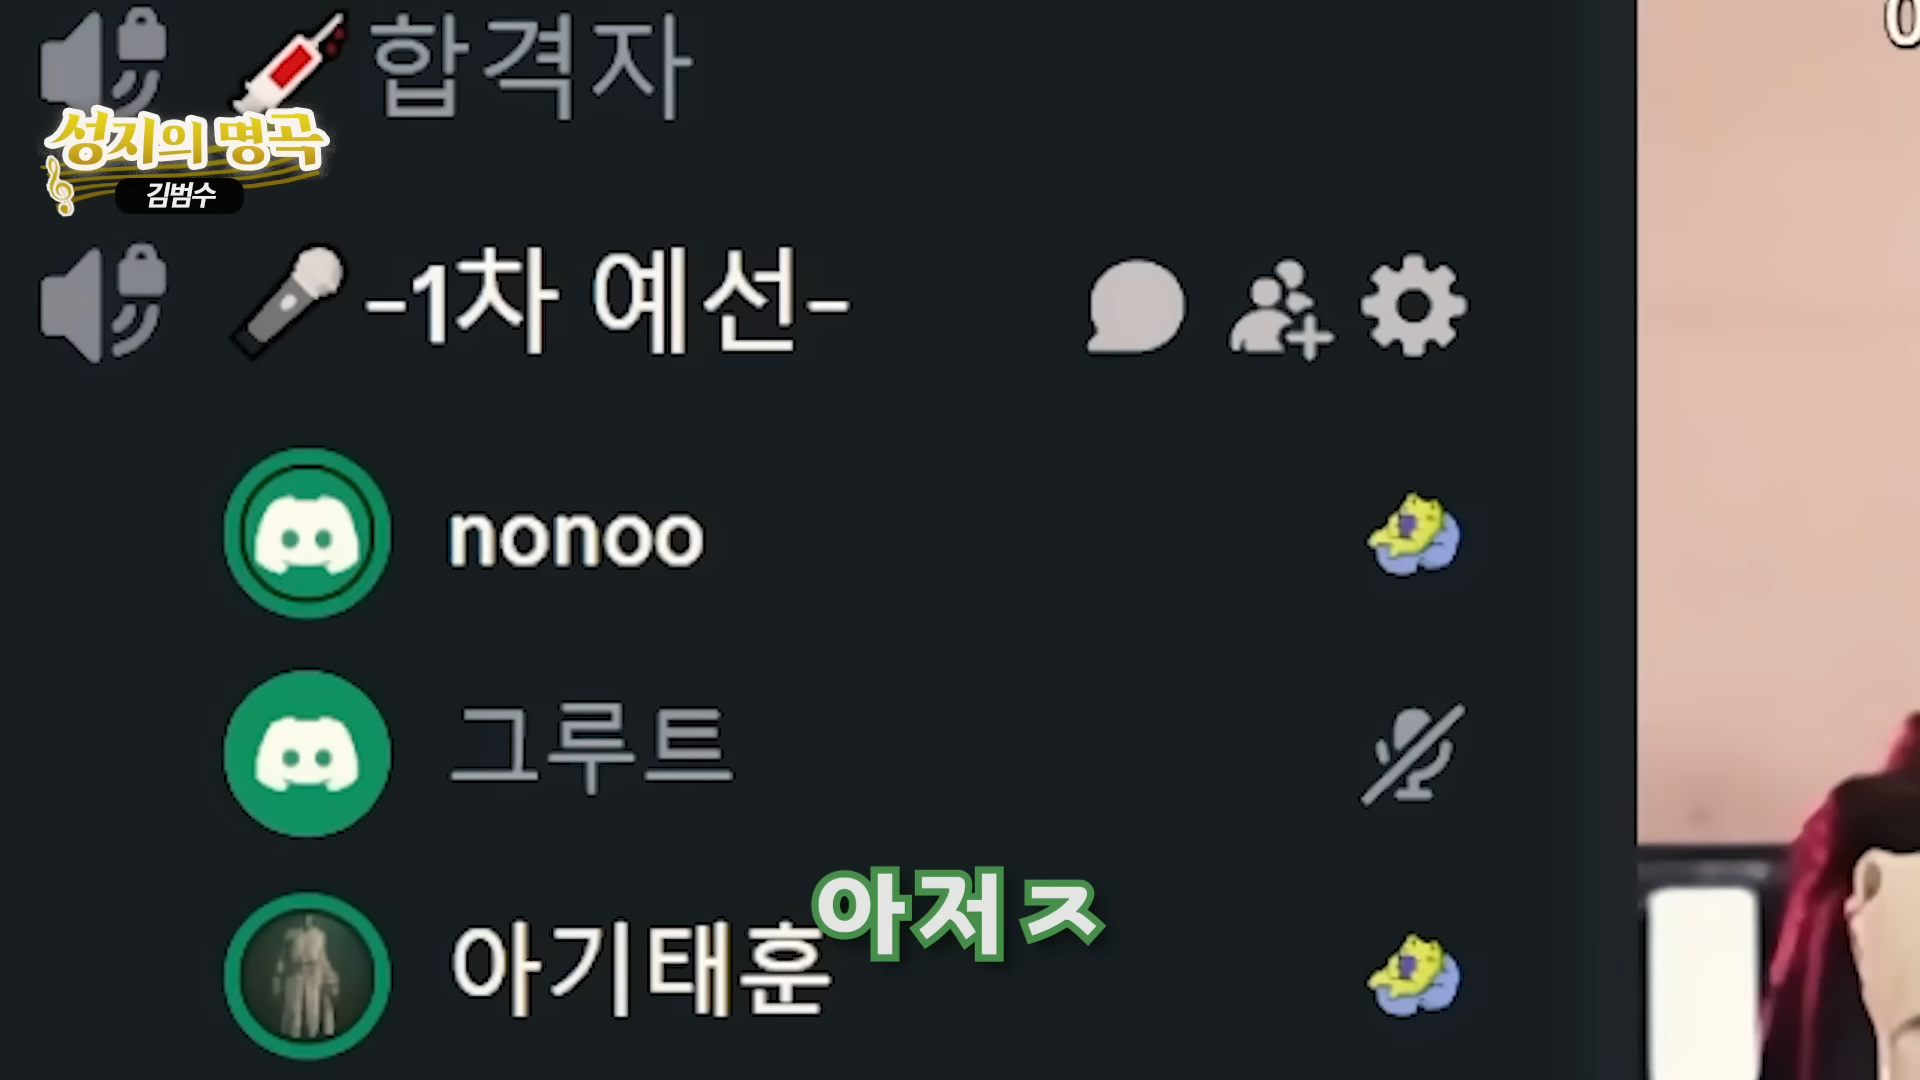 합격자
성지의 명곡
김범수
-1차 예선-
nonoo
그루트
아저ㅈ
아기태훈